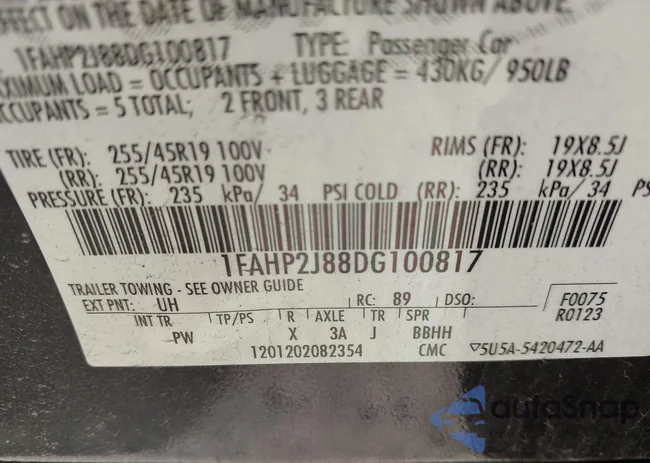 EFFECT ON THE DATE OF MANUFACTURE SHOWN ABOVE.
1FAHP2J88DG100817 TYPE: Passenger Car
MAXIMUM LOAD = OCCUPANTS + LUGGAGE = 430KG/ 950LB
OCCUPANTS = 5 TOTAL; 2 FRONT, 3 REAR
TIRE (FR): 255/45R19 100V RIMS (FR): 19X8.5J
(RR): 255/45R19 100V (RR): 19X8.5J
PRESSURE (FR): 235 kPa/ 34 PSI COLD (RR): 235 kPa/ 34 PS
1FAHP2J88DG100817
TRAILER TOWING - SEE OWNER GUIDE
EXT PNT: UH RC: 89 DSO: F0075
R0123
INT TR TP/PS R AXLE TR SPR
PW X 3A J BBHH
1201202082354 CMC 5U5A-5420472-AA
autoSnap